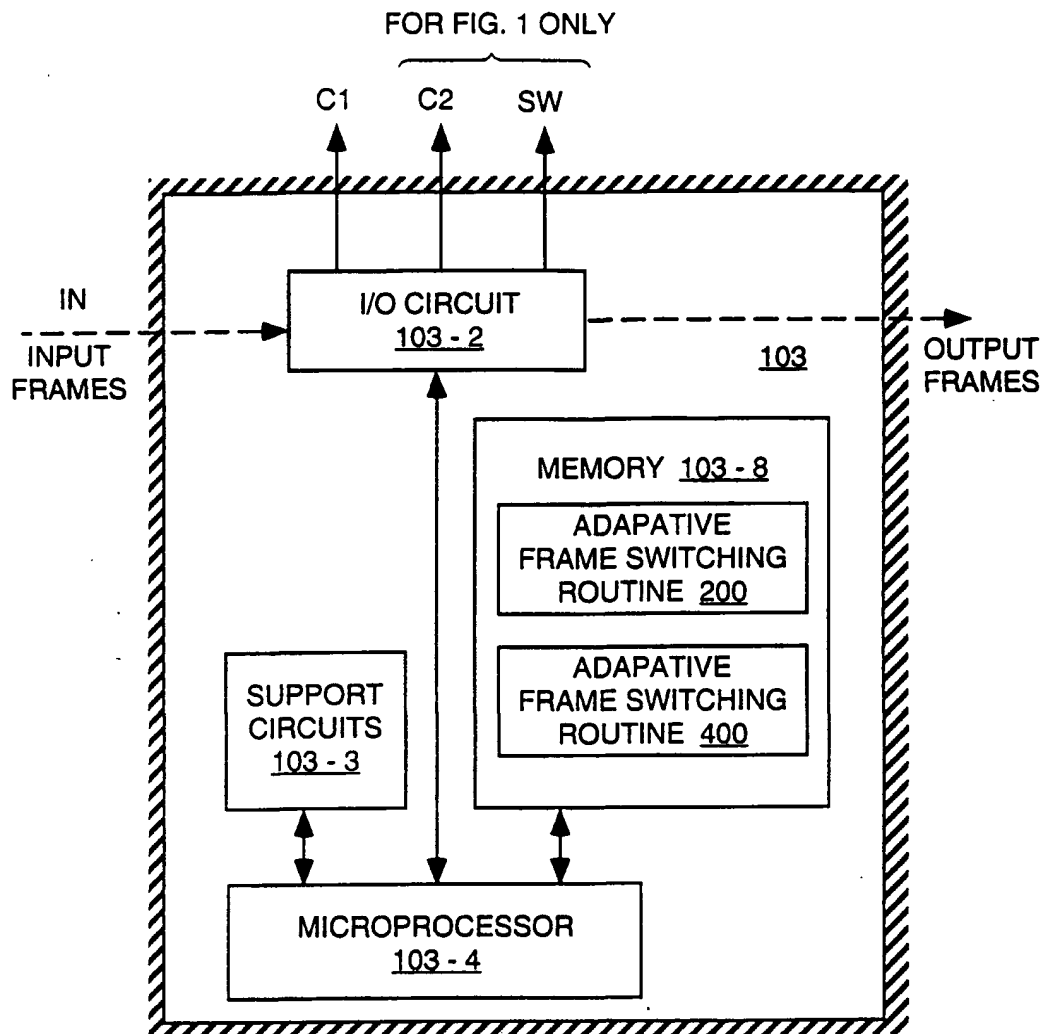 FOR FIG. 1 ONLY
C1 C2 SW
I/O CIRCUIT
103 - 2
IN
INPUT
FRAMES
103
OUTPUT
FRAMES
MEMORY 103 - 8
ADAPATIVE
FRAME SWITCHING
ROUTINE 200
ADAPATIVE
FRAME SWITCHING
ROUTINE 400
SUPPORT
CIRCUITS
103 - 3
MICROPROCESSOR
103 - 4